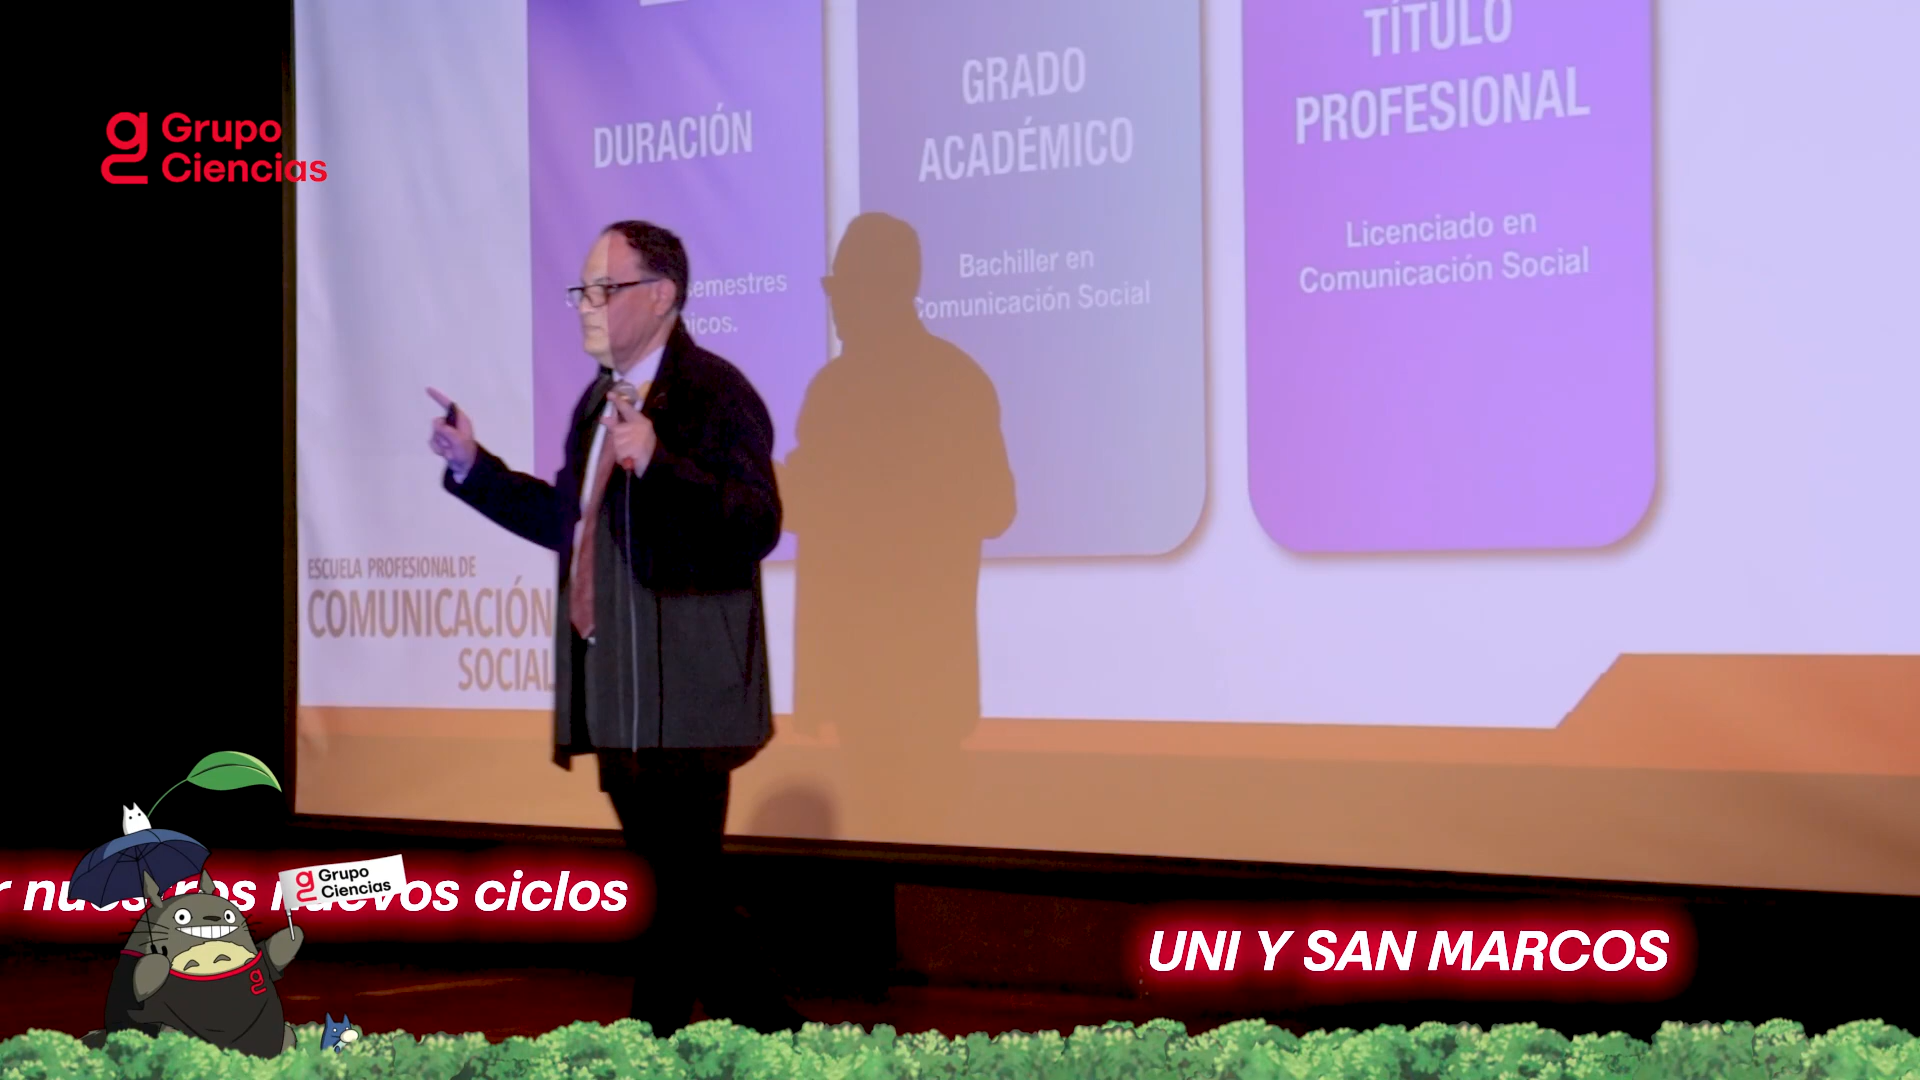 Grupo
Ciencias
DURACIÓN
semestres
GRADO
ACADÉMICO
Bachiller en
Comunicación Social
TÍTULO
PROFESIONAL
Licenciado en
Comunicación Social
ESCUELA PROFESIONAL DE
COMUNICACIÓN
SOCIAL
nuevos ciclos
Grupo
Ciencias
UNI Y SAN MARCOS